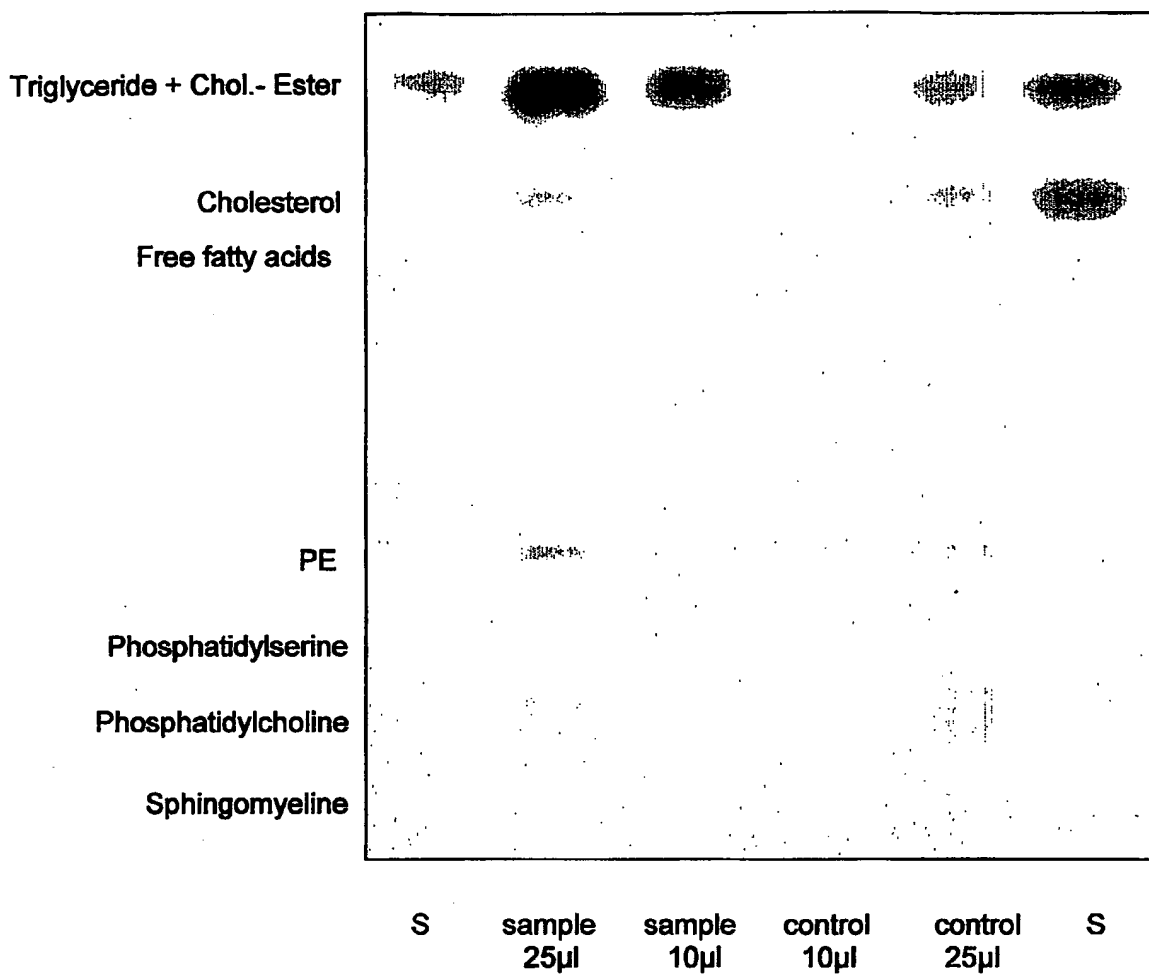 Triglyceride + Chol.- Ester
Cholesterol
Free fatty acids
PE
Phosphatidylserine
Phosphatidylcholine
Sphingomyeline
S sample sample control control S
25µl 10µl 10µl 25µl